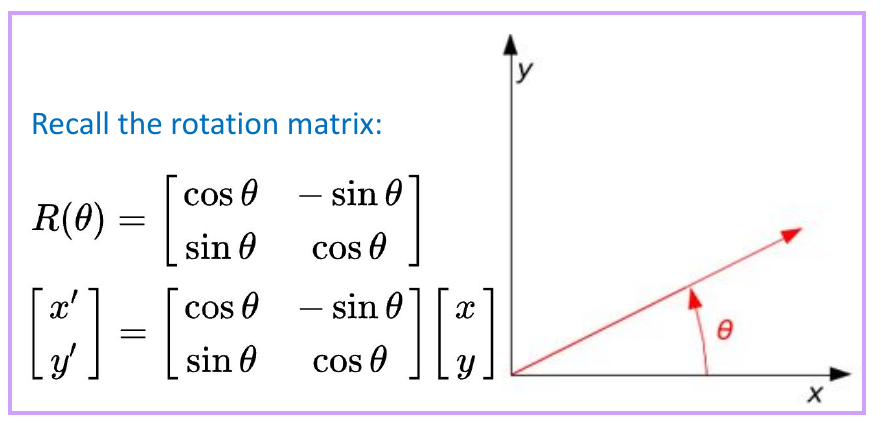 Recall the rotation matrix:
R(θ) = [cos θ − sin θ
sin θ cos θ]
[x′ y′] = [cos θ − sin θ
sin θ cos θ] [x y]
y
θ
x